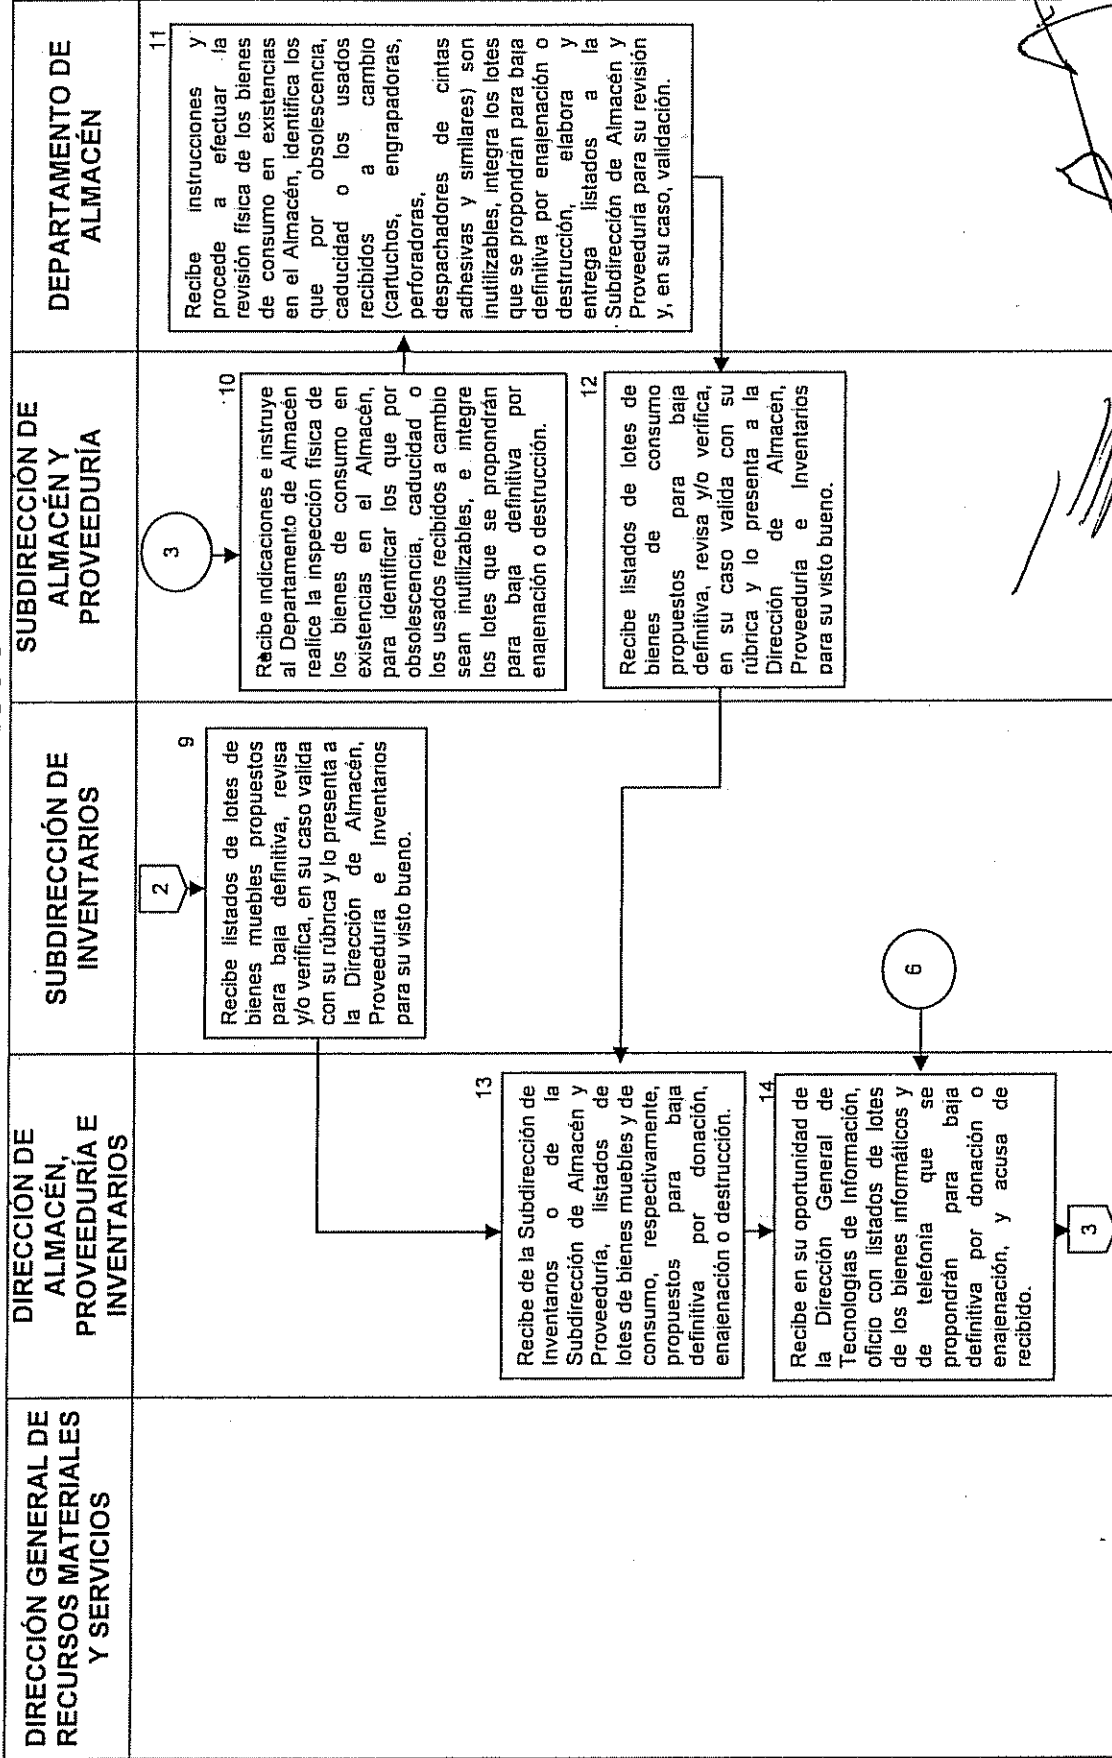 DIRECCIÓN GENERAL DE
RECURSOS MATERIALES
Y SERVICIOS
DIRECCIÓN DE
ALMACÉN,
PROVEEDURÍA E
INVENTARIOS
SUBDIRECCIÓN DE
INVENTARIOS
SUBDIRECCIÓN DE
ALMACÉN Y
PROVEEDURÍA
DEPARTAMENTO DE
ALMACÉN
2
9
Recibe listados de lotes de
bienes muebles propuestos
para baja definitiva, revisa
y/o verifica, en su caso valida
con su rúbrica y lo presenta a
la Dirección de Almacén,
Proveeduría e Inventarios
para su visto bueno.
3
10
Recibe indicaciones e instruye
al Departamento de Almacén
realice la inspección física de
los bienes de consumo en
existencias en el Almacén,
para identificar los que por
obsolescencia, caducidad o
los usados recibidos a cambio
sean inutilizables, e integre
los lotes que se propondrán
para baja definitiva por
enajenación o destrucción.
11
Recibe instrucciones y
procede a efectuar la
revisión física de los bienes
de consumo en existencias
en el Almacén, identifica los
que por obsolescencia,
caducidad o los usados
recibidos a cambio
(cartuchos, engrapadoras,
perforadoras,
despachadores de cintas
adhesivas y similares) son
inutilizables, integra los lotes
que se propondrán para baja
definitiva por enajenación o
destrucción, elabora y
entrega listados a la
Subdirección de Almacén y
Proveeduría para su revisión
y, en su caso, validación.
12
Recibe listados de lotes de
bienes de consumo
propuestos para baja
definitiva, revisa y/o verifica,
en su caso valida con su
rúbrica y lo presenta a la
Dirección de Almacén,
Proveeduría e Inventarios
para su visto bueno.
13
Recibe de la Subdirección de
Inventarios o de la
Subdirección de Almacén y
Proveeduría, listados de
lotes de bienes muebles y de
consumo, respectivamente,
propuestos para baja
definitiva por donación,
enajenación o destrucción.
6
14
Recibe en su oportunidad de
la Dirección General de
Tecnologías de Información,
oficio con listados de lotes
de los bienes informáticos y
de telefonía que se
propondrán para baja
definitiva por donación o
enajenación, y acusa de
recibido.
3